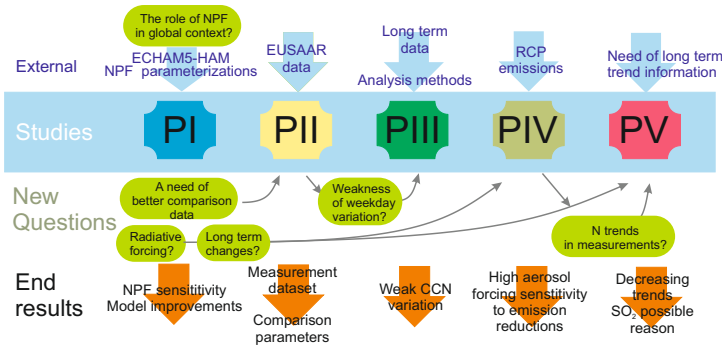 The role of NPF
in global context?
External
ECHAM5-HAM
NPF parameterizations
EUSAAR
data
Long term
data
Analysis methods
RCP
emissions
Need of long term
trend information
Studies
PI
PII
PIII
PIV
PV
New
Questions
A need of
better comparison
data
Weakness
of weekday
variation?
Radiative
forcing?
Long term
changes?
N trends
in measurements?
End
results
NPF sensititivity
Model improvements
Measurement
dataset
Comparison
parameters
Weak CCN
variation
High aerosol
forcing sensitivity
to emission
reductions
Decreasing
trends
SO₂ possible
reason